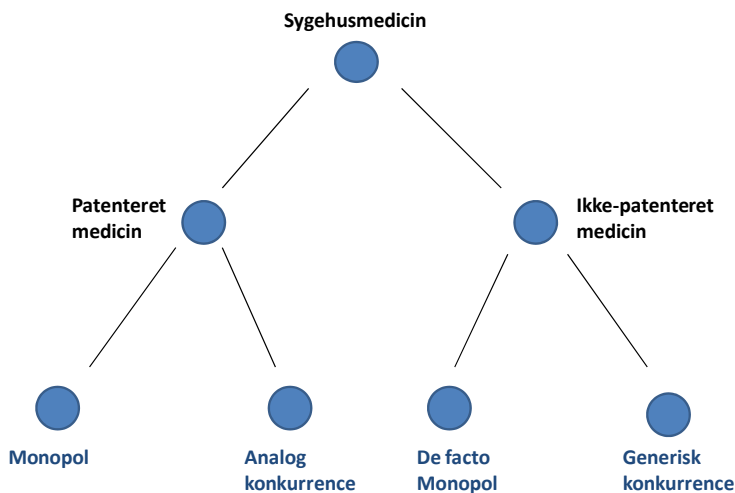 Sygehusmedicin
Patenteret
medicin
Ikke-patenteret
medicin
Monopol
Analog
konkurrence
De facto
Monopol
Generisk
konkurrence